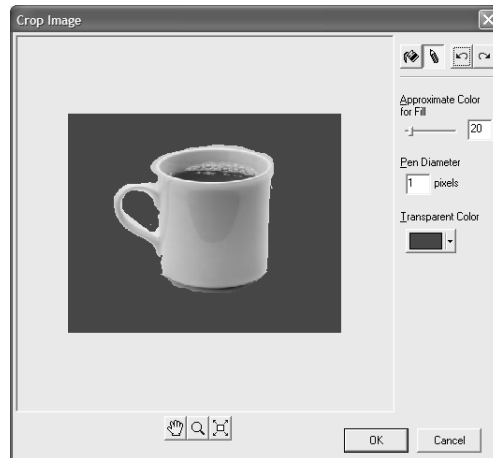 Crop Image
Approximate Color
for Fill
20
Pen Diameter
1 pixels
Transparent Color
OK
Cancel